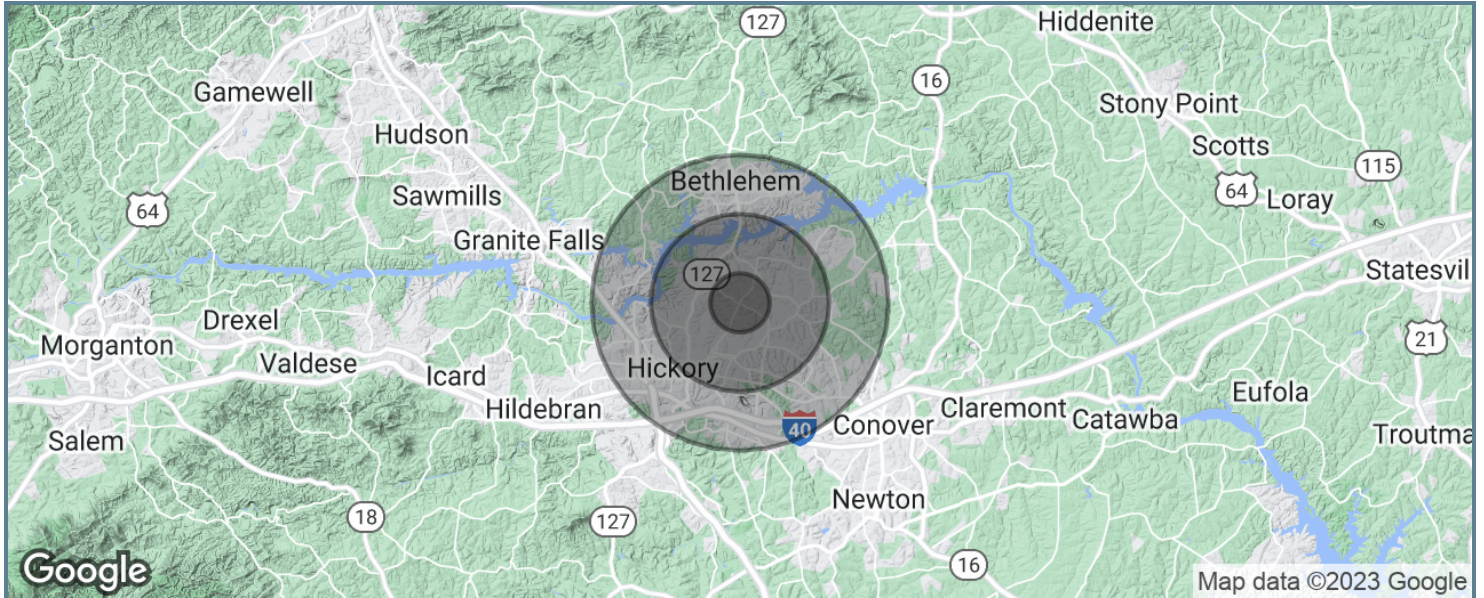 127
Hiddenite
16
Gamewell
Stony Point
Hudson
Scotts
115
Bethlehem
Sawmills
64
Loray
64
Granite Falls
127
Statesvil
Drexel
Morganton
Valdese
21
Icard
Hickory
Eufola
Hildebran
Claremont
Catawba
40
Conover
Salem
Troutma
Newton
18
127
16
Google
Map data ©2023 Google